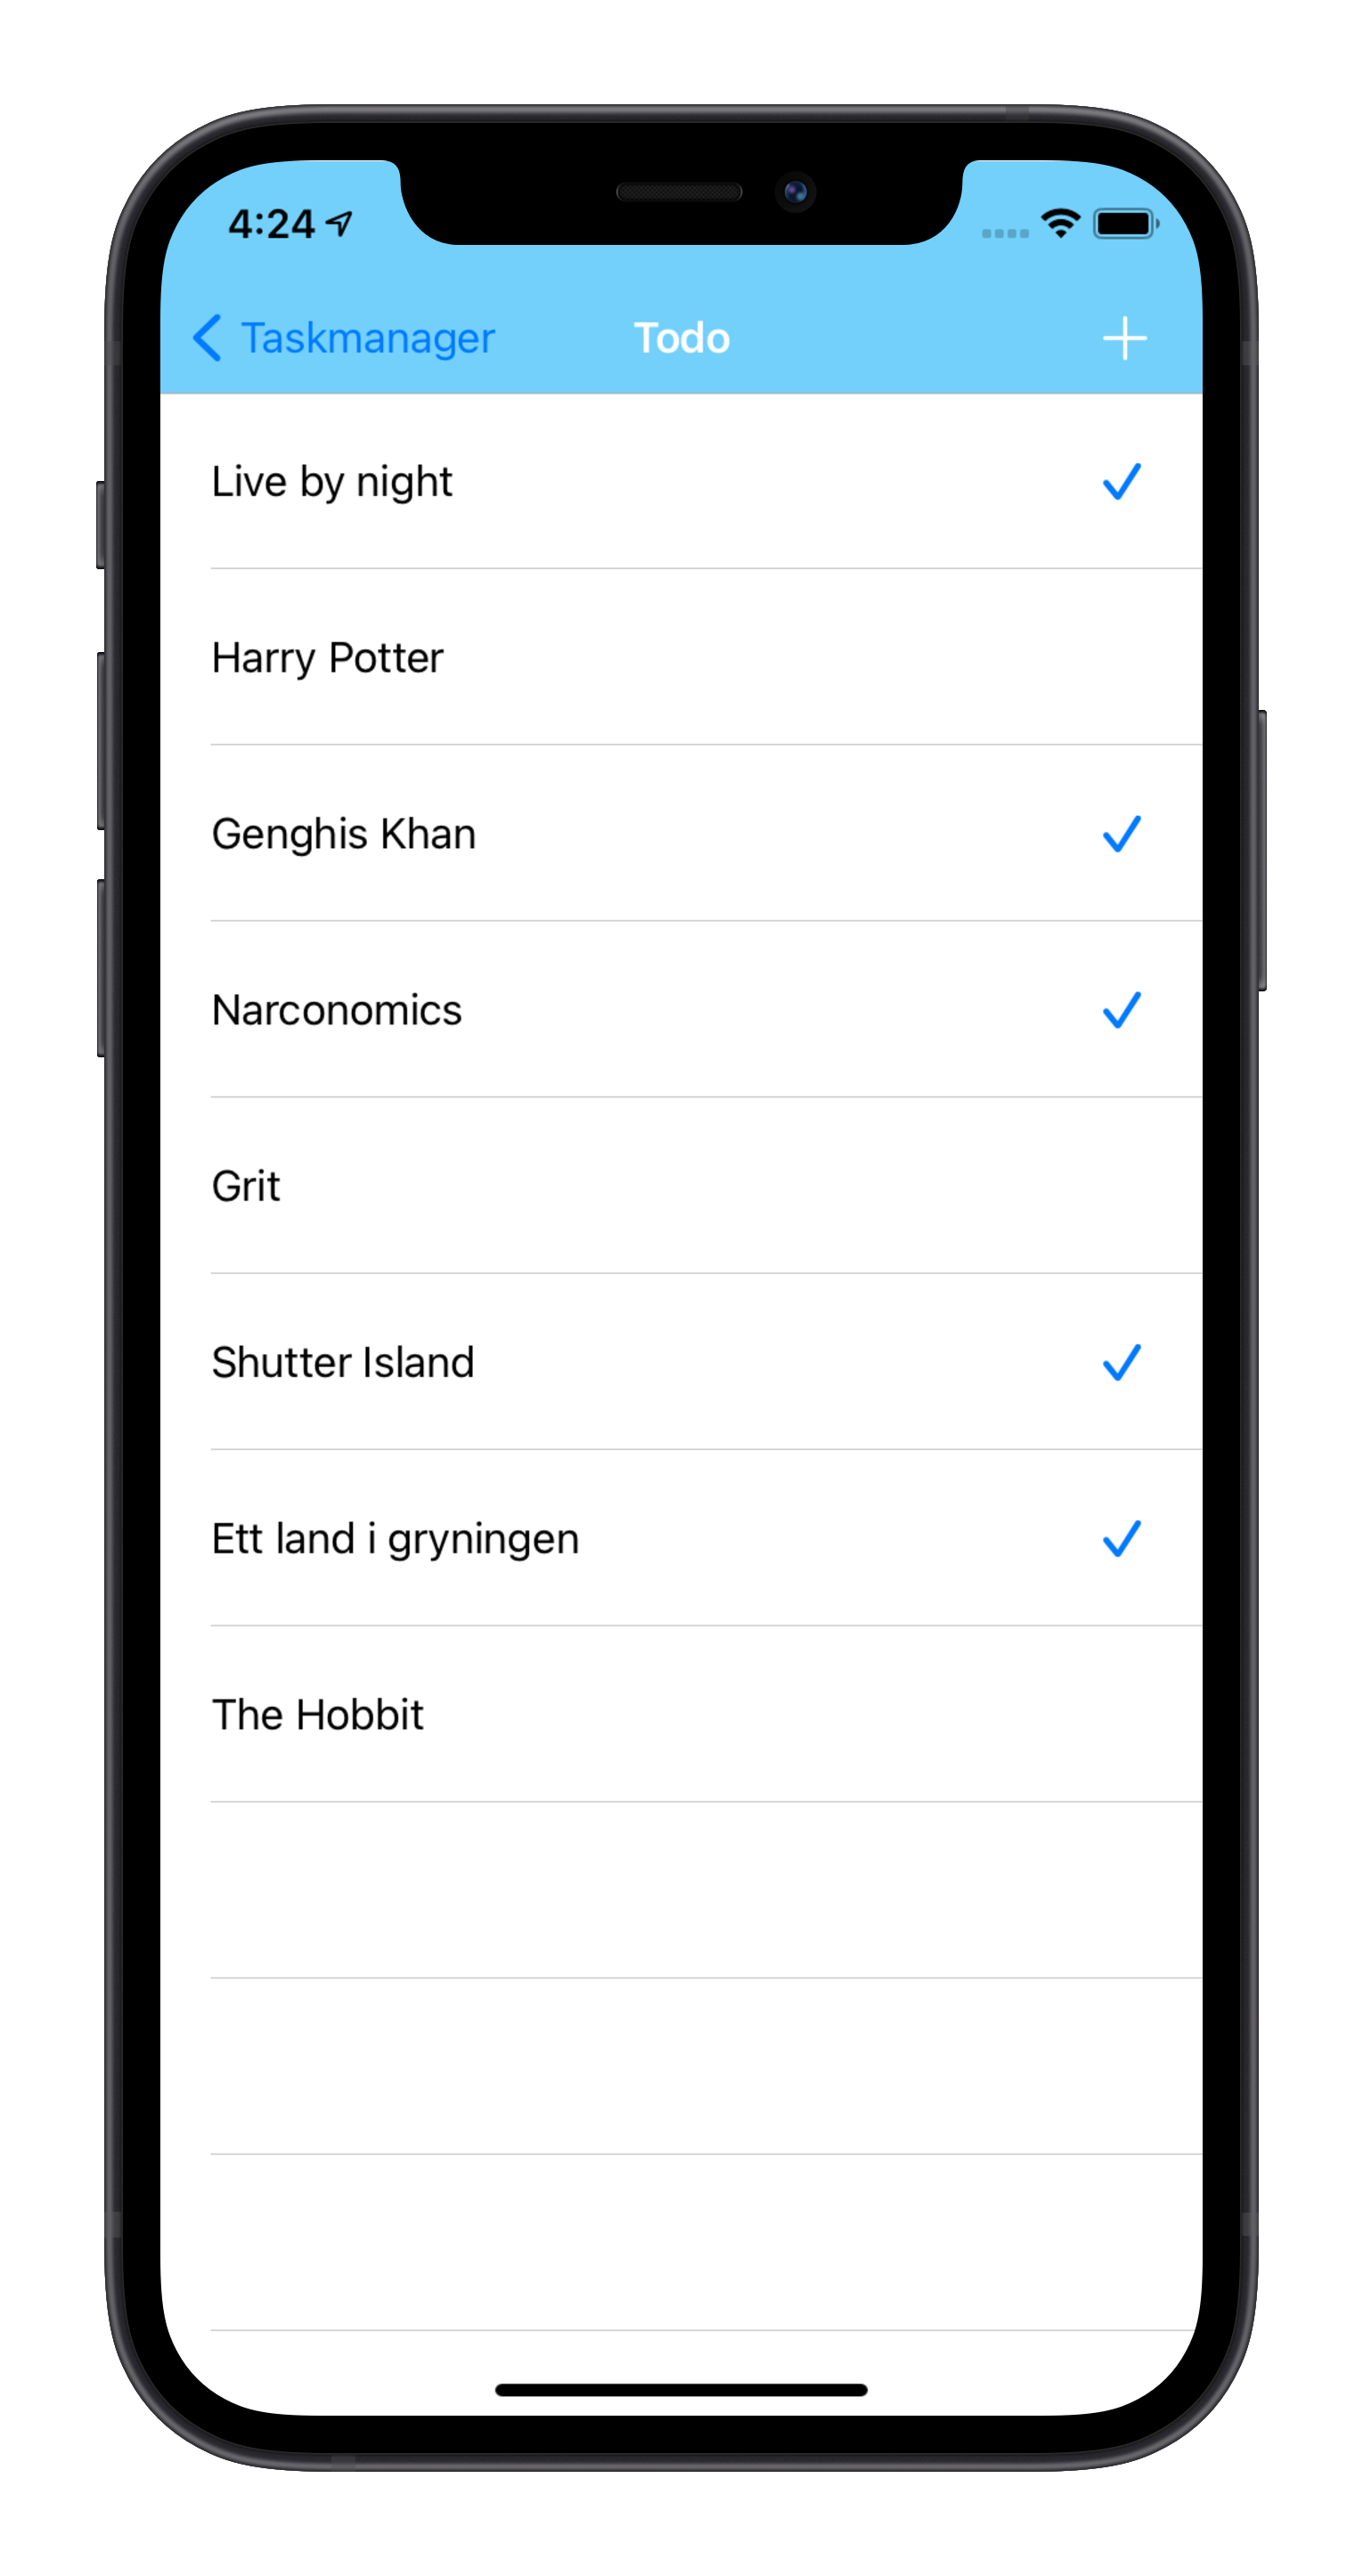 4:24
Taskmanager
Todo
Live by night
Harry Potter
Genghis Khan
Narconomics
Grit
Shutter Island
Ett land i gryningen
The Hobbit